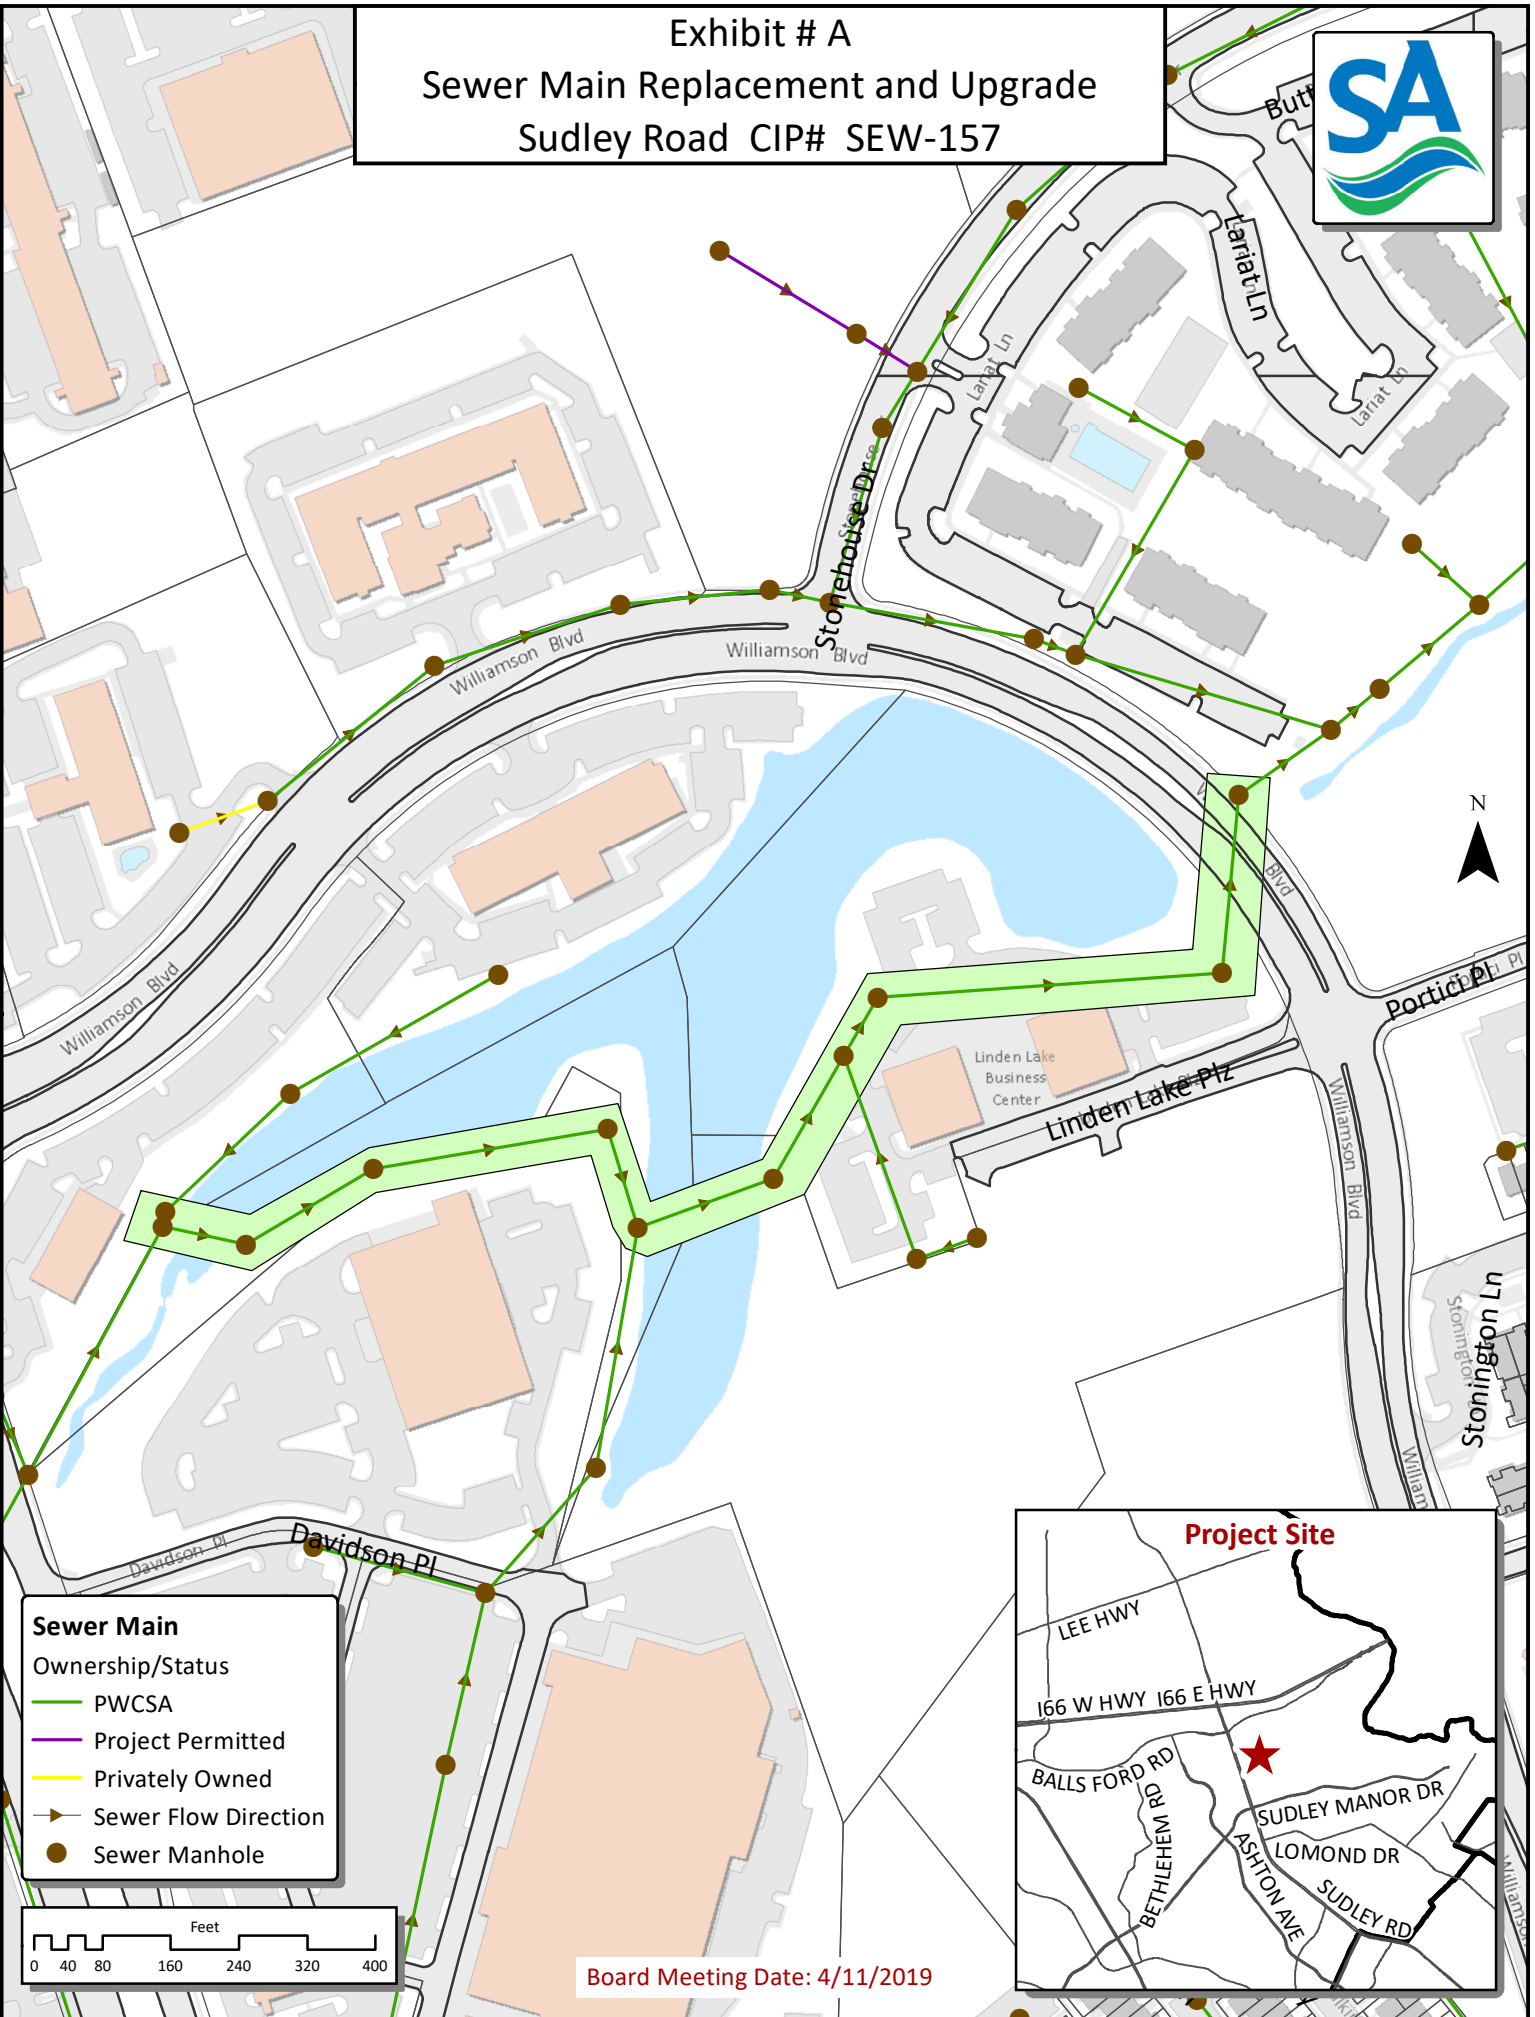 Exhibit # A
Sewer Main Replacement and Upgrade
Sudley Road CIP# SEW-157
SA
Lariat Ln
Lariat Ln
Lariat Ln
Stonehouse Dr
Williamson Blvd
Williamson Blvd
Williamson Blvd
Blvd
N
Portici Pl
Linden Lake
Business
Center
Linden Lake Plz
Williamson Blvd
Stonington Ln
Stonington
Davidson Pl
Davidson Pl
Sewer Main
Ownership/Status
PWCSA
Project Permitted
Privately Owned
Sewer Flow Direction
Sewer Manhole
Feet
0 40 80 160 240 320 400
Board Meeting Date: 4/11/2019
Project Site
LEE HWY
I66 W HWY I66 E HWY
BALLS FORD RD
BETHLEHEM RD
SUDLEY MANOR DR
LOMOND DR
ASHTON AVE
SUDLEY RD
Williamson